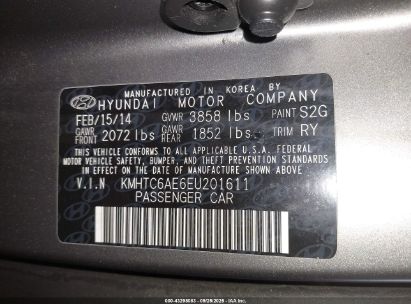 MANUFACTURED IN KOREA BY
HYUNDAI MOTOR COMPANY
FEB/15/14 GVWR 3858 lbs PAINT S2G
GAWR FRONT 2072 lbs GAWR REAR 1852 lbs TRIM RY
THIS VEHICLE CONFORMS TO ALL APPLICABLE U.S.A. FEDERAL
MOTOR VEHICLE SAFETY, BUMPER, AND THEFT PREVENTION STANDARDS
IN EFFECT ON THE DATE OF MANUFACTURE SHOWN ABOVE.
V.I.N KMHTC6AE6EU201611
PASSENGER CAR